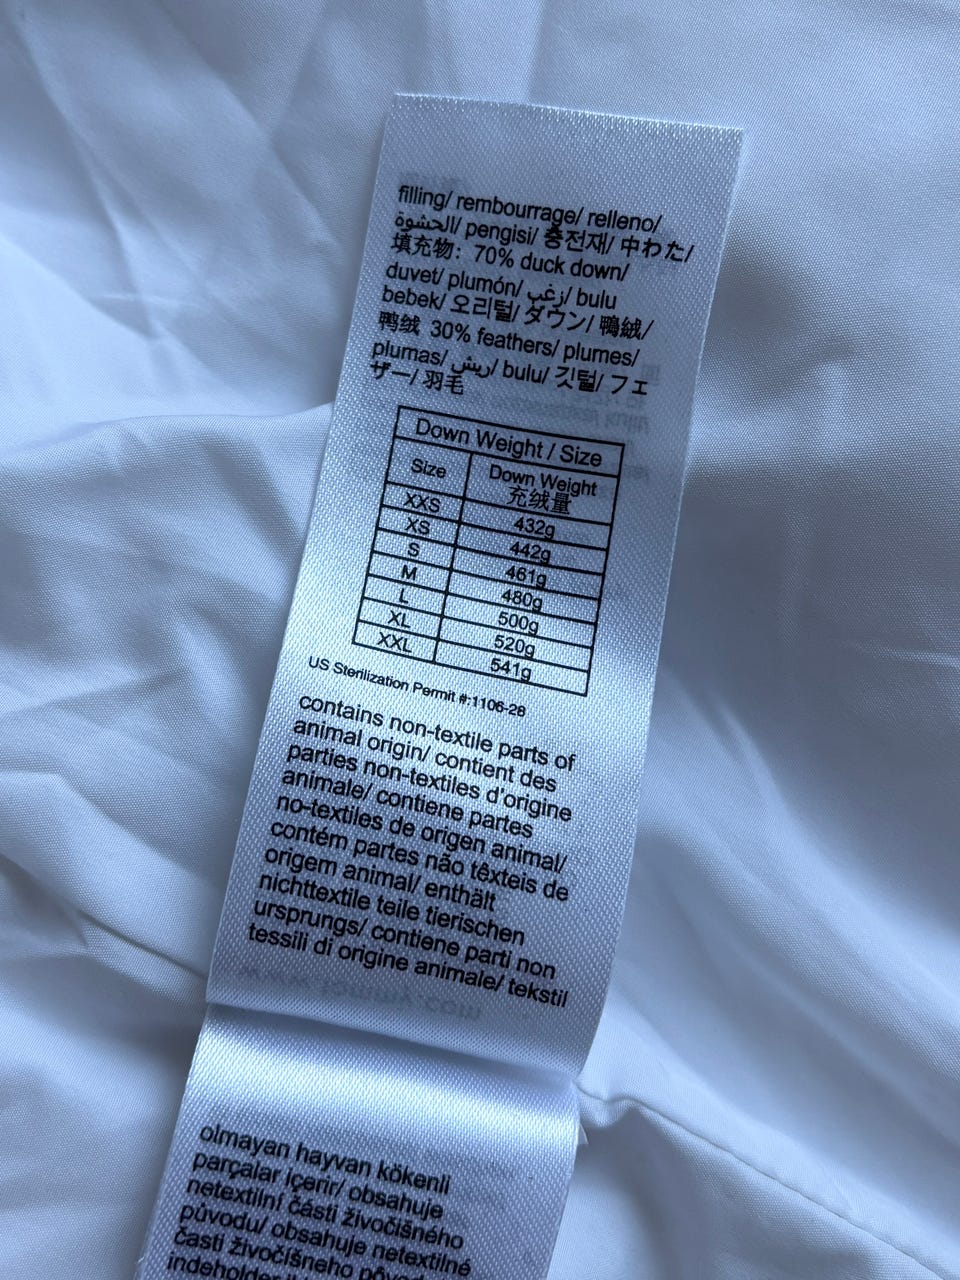 filling/ rembourrage/ relleno/
الحشوة/ pengisi/ 충전재/ 中わた/
填充物: 70% duck down/
duvet/ plumón/ زغب/ bulu
bebek/ 오리털/ ダウン/ 鴨絨/
鸭绒 30% feathers/ plumes/
plumas/ ريش/ bulu/ 깃털/ フェ
ザー/ 羽毛
Down Weight / Size
Size Down Weight
充绒量
XXS 432g
XS 442g
S 461g
M 480g
L 500g
XL 520g
XXL 541g
US Sterilization Permit #:1106-28
contains non-textile parts of
animal origin/ contient des
parties non-textiles d'origine
animale/ contiene partes
no-textiles de origen animal/
contém partes não têxteis de
origem animal/ enthält
nichttextile teile tierischen
ursprungs/ contiene parti non
tessili di origine animale/ tekstil
olmayan hayvan kökenli
parçalar içerir/ obsahuje
netextilní části živočišného
původu/ obsahuje netextilné
časti živočíšneho
indeholder